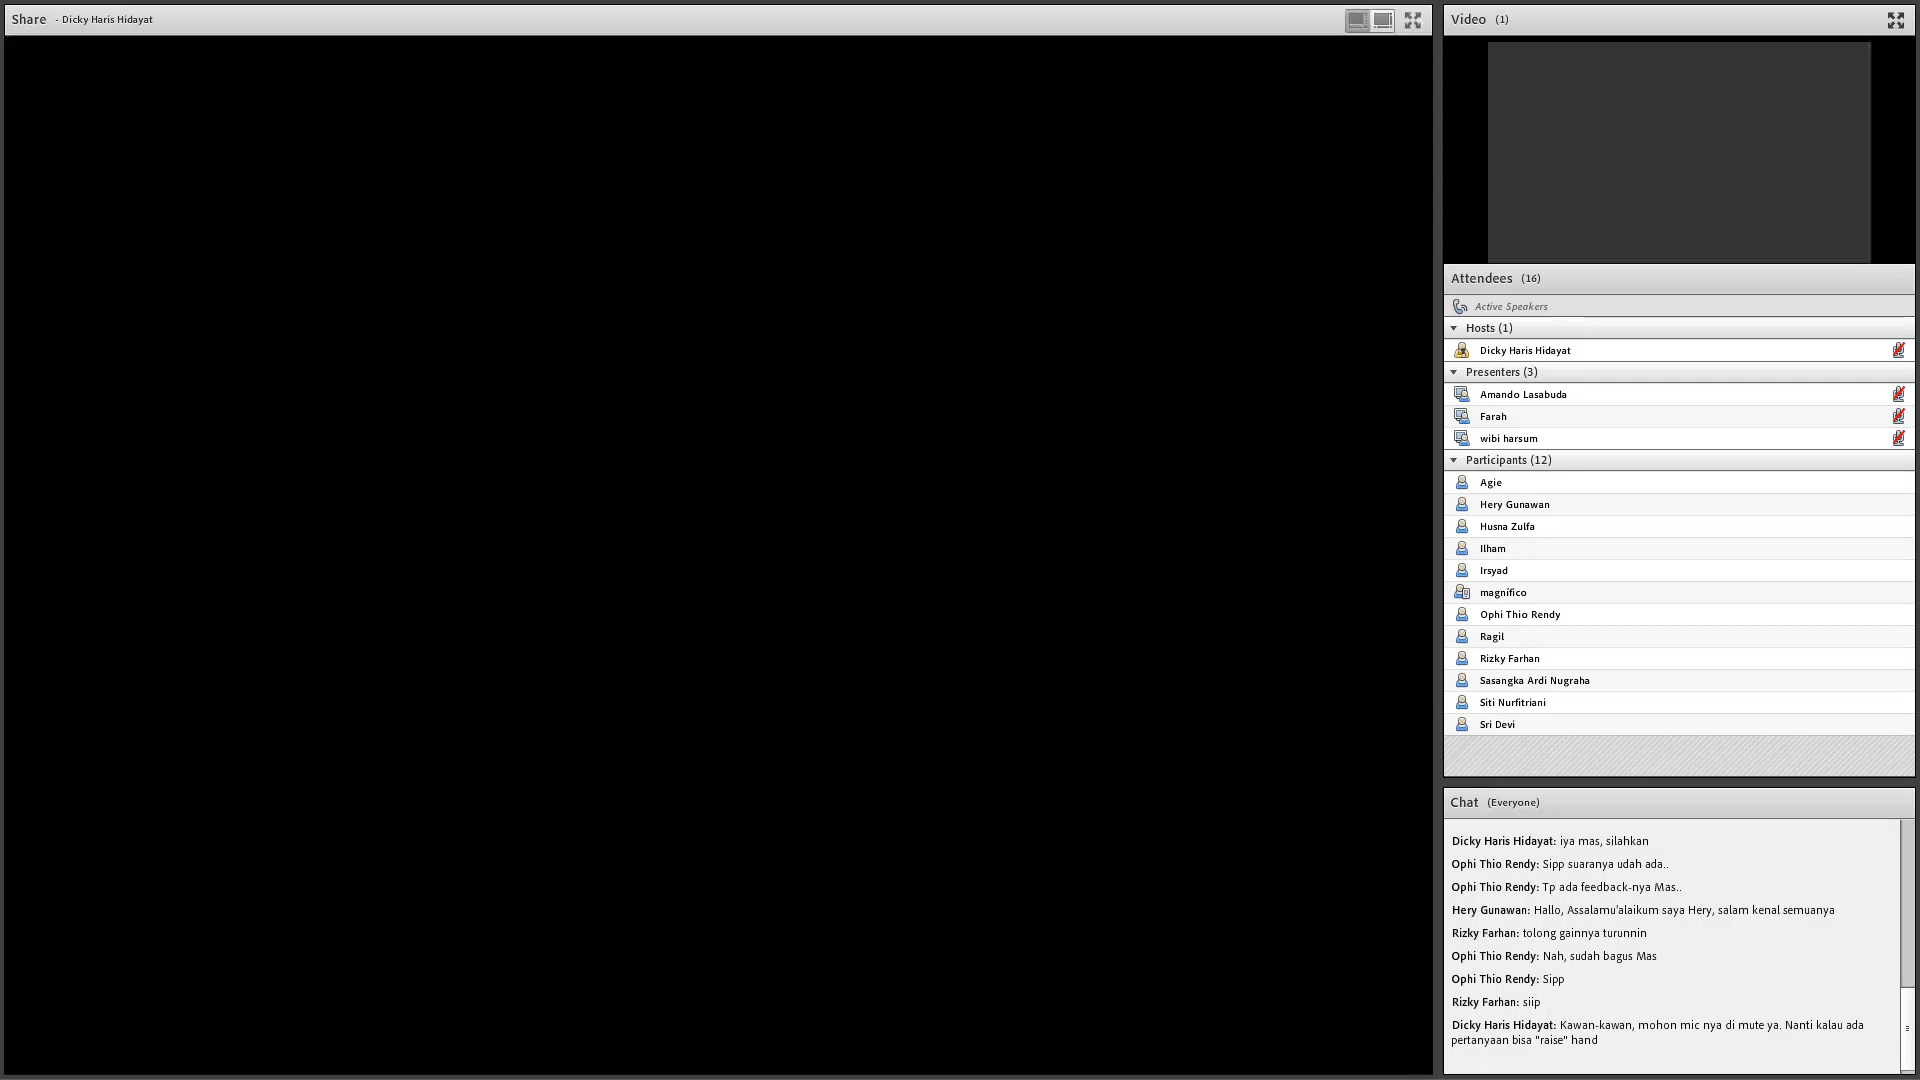 Share - Dicky Haris Hidayat
Video (1)
Attendees (16)
Active Speakers
Hosts (1)
Dicky Haris Hidayat
Presenters (3)
Amando Lasabuda
Farah
wibi harsum
Participants (12)
Agie
Hery Gunawan
Husna Zulfa
Ilham
Irsyad
magnifico
Ophi Thio Rendy
Ragil
Rizky Farhan
Sasangka Ardi Nugraha
Siti Nurfitriani
Sri Devi
Chat (Everyone)
Dicky Haris Hidayat: iya mas, silahkan
Ophi Thio Rendy: Sipp suaranya udah ada..
Ophi Thio Rendy: Tp ada feedback-nya Mas..
Hery Gunawan: Hallo, Assalamu'alaikum saya Hery, salam kenal semuanya
Rizky Farhan: tolong gainnya turunnin
Ophi Thio Rendy: Nah, sudah bagus Mas
Ophi Thio Rendy: Sipp
Rizky Farhan: siip
Dicky Haris Hidayat: Kawan-kawan, mohon mic nya di mute ya. Nanti kalau ada
pertanyaan bisa "raise" hand